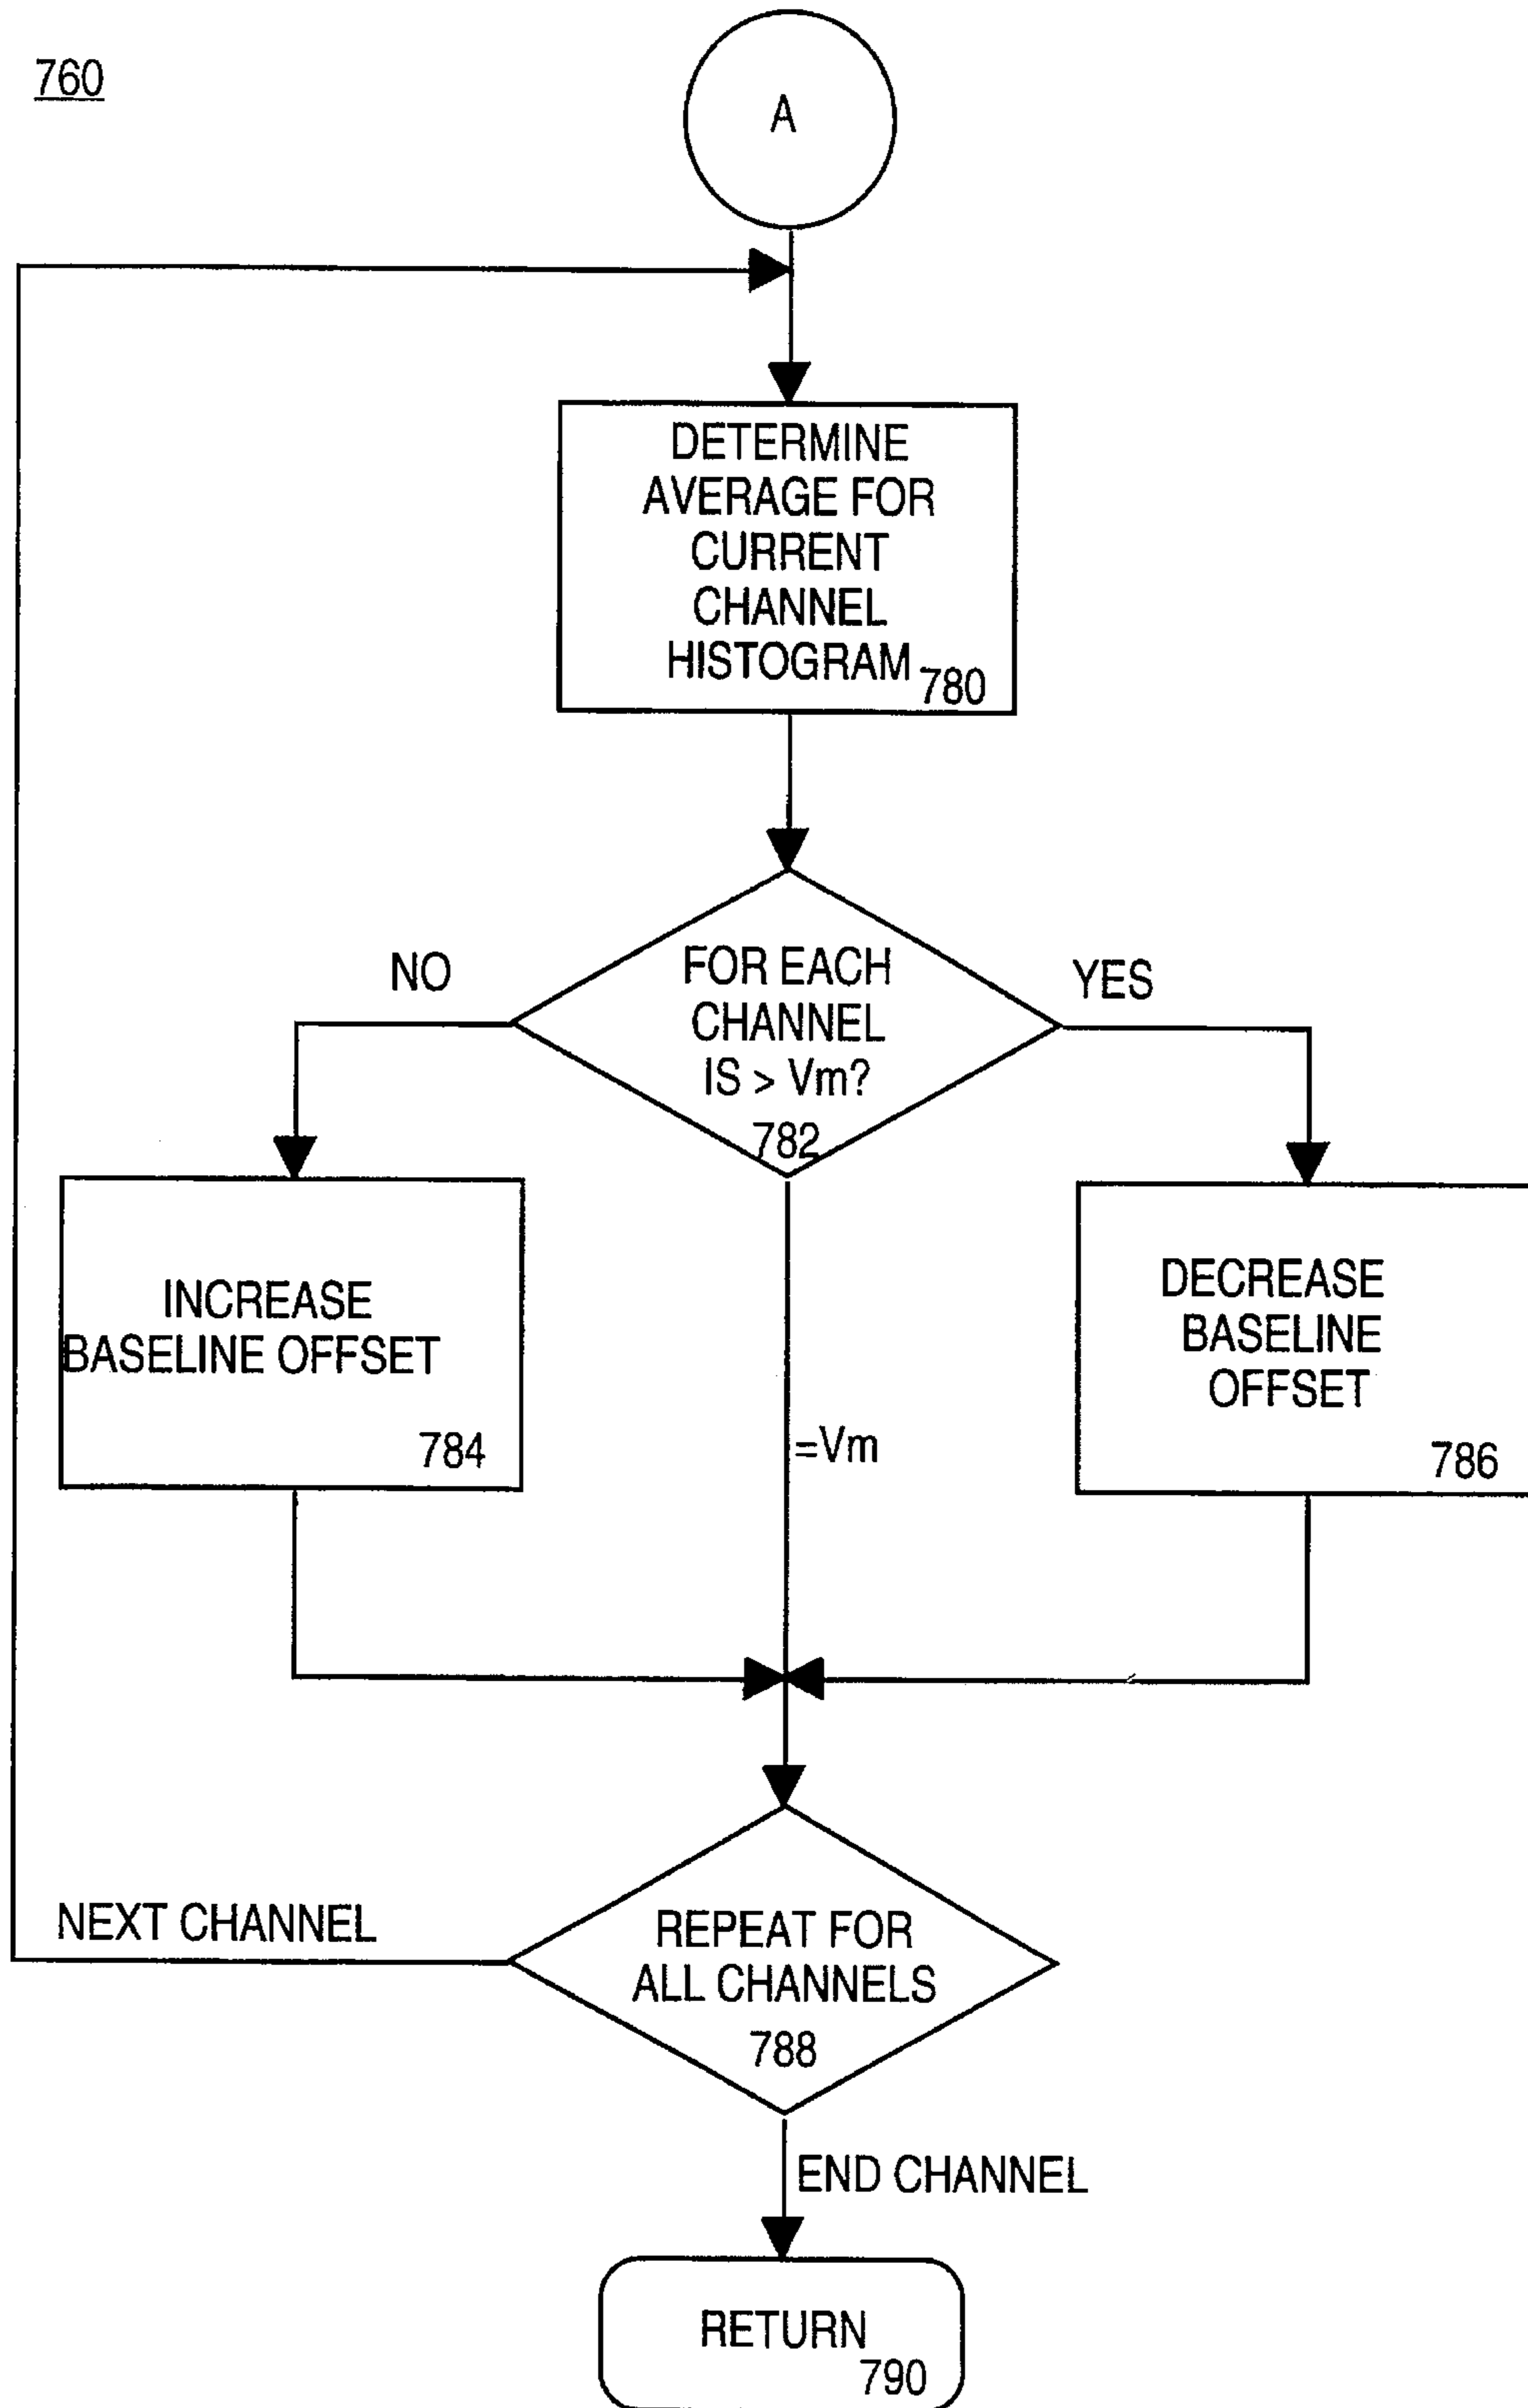 760
A
DETERMINE
AVERAGE FOR
CURRENT
CHANNEL
HISTOGRAM
780
NO
FOR EACH
CHANNEL
IS > Vm?
782
YES
INCREASE
BASELINE OFFSET
784
=Vm
DECREASE
BASELINE
OFFSET
786
NEXT CHANNEL
REPEAT FOR
ALL CHANNELS
788
END CHANNEL
RETURN
790